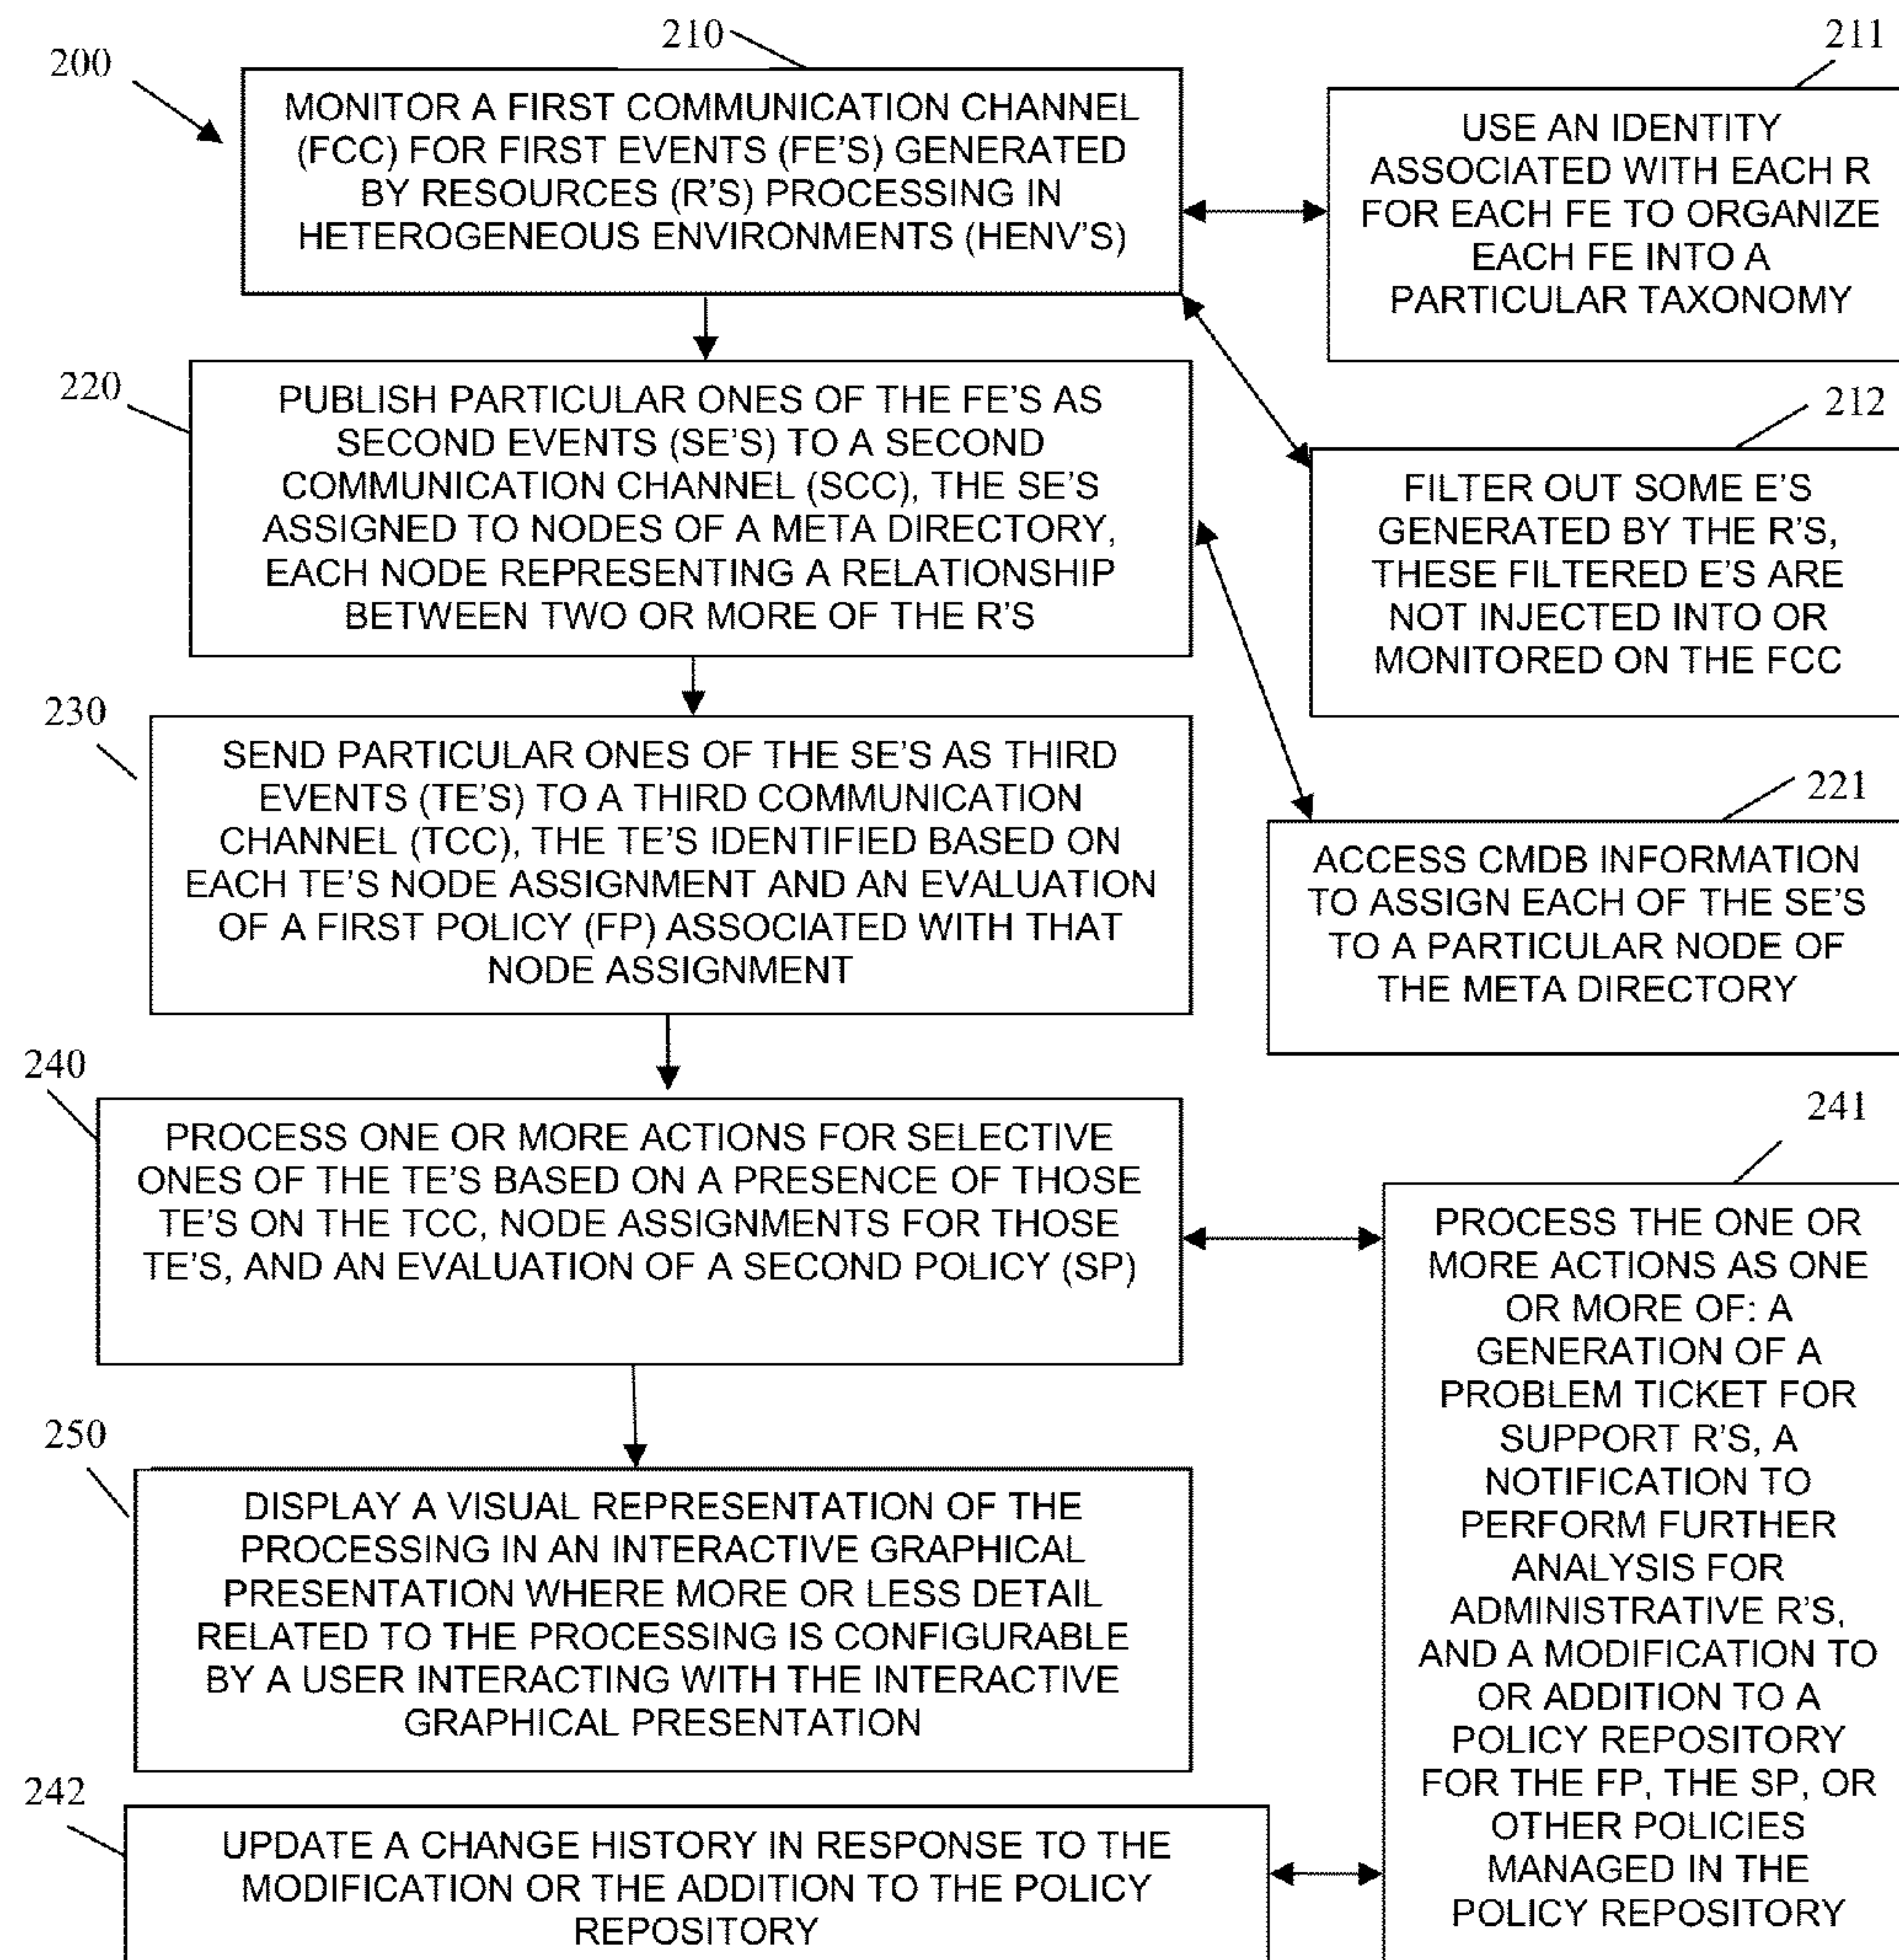 200
210
MONITOR A FIRST COMMUNICATION CHANNEL
(FCC) FOR FIRST EVENTS (FE'S) GENERATED
BY RESOURCES (R'S) PROCESSING IN
HETEROGENEOUS ENVIRONMENTS (HENV'S)
211
USE AN IDENTITY
ASSOCIATED WITH EACH R
FOR EACH FE TO ORGANIZE
EACH FE INTO A
PARTICULAR TAXONOMY
220
PUBLISH PARTICULAR ONES OF THE FE'S AS
SECOND EVENTS (SE'S) TO A SECOND
COMMUNICATION CHANNEL (SCC), THE SE'S
ASSIGNED TO NODES OF A META DIRECTORY,
EACH NODE REPRESENTING A RELATIONSHIP
BETWEEN TWO OR MORE OF THE R'S
212
FILTER OUT SOME E'S
GENERATED BY THE R'S,
THESE FILTERED E'S ARE
NOT INJECTED INTO OR
MONITORED ON THE FCC
230
SEND PARTICULAR ONES OF THE SE'S AS THIRD
EVENTS (TE'S) TO A THIRD COMMUNICATION
CHANNEL (TCC), THE TE'S IDENTIFIED BASED ON
EACH TE'S NODE ASSIGNMENT AND AN EVALUATION
OF A FIRST POLICY (FP) ASSOCIATED WITH THAT
NODE ASSIGNMENT
221
ACCESS CMDB INFORMATION
TO ASSIGN EACH OF THE SE'S
TO A PARTICULAR NODE OF
THE META DIRECTORY
240
PROCESS ONE OR MORE ACTIONS FOR SELECTIVE
ONES OF THE TE'S BASED ON A PRESENCE OF THOSE
TE'S ON THE TCC, NODE ASSIGNMENTS FOR THOSE
TE'S, AND AN EVALUATION OF A SECOND POLICY (SP)
241
PROCESS THE ONE OR
MORE ACTIONS AS ONE
OR MORE OF: A
GENERATION OF A
PROBLEM TICKET FOR
SUPPORT R'S, A
NOTIFICATION TO
PERFORM FURTHER
ANALYSIS FOR
ADMINISTRATIVE R'S,
AND A MODIFICATION TO
OR ADDITION TO A
POLICY REPOSITORY
FOR THE FP, THE SP, OR
OTHER POLICIES
MANAGED IN THE
POLICY REPOSITORY
250
DISPLAY A VISUAL REPRESENTATION OF THE
PROCESSING IN AN INTERACTIVE GRAPHICAL
PRESENTATION WHERE MORE OR LESS DETAIL
RELATED TO THE PROCESSING IS CONFIGURABLE
BY A USER INTERACTING WITH THE INTERACTIVE
GRAPHICAL PRESENTATION
242
UPDATE A CHANGE HISTORY IN RESPONSE TO THE
MODIFICATION OR THE ADDITION TO THE POLICY
REPOSITORY